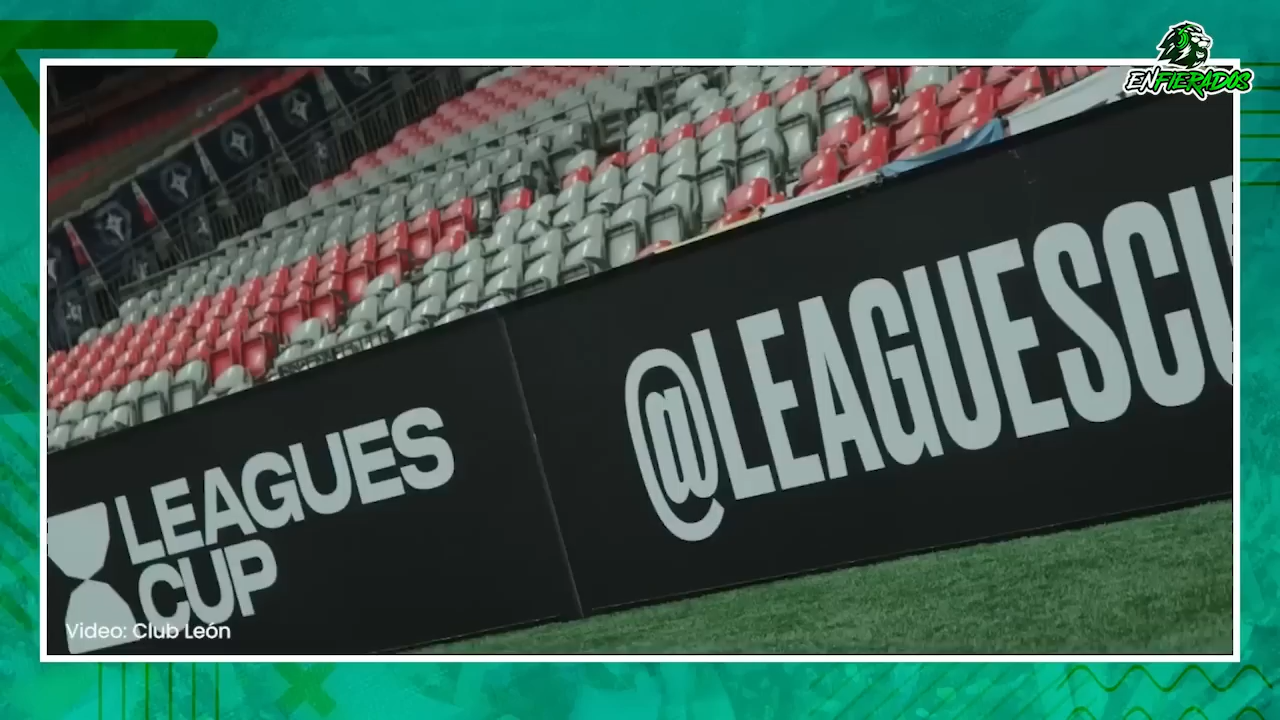 ENFIERADOS
@LEAGUESCU
LEAGUES
CUP
Video: Club León